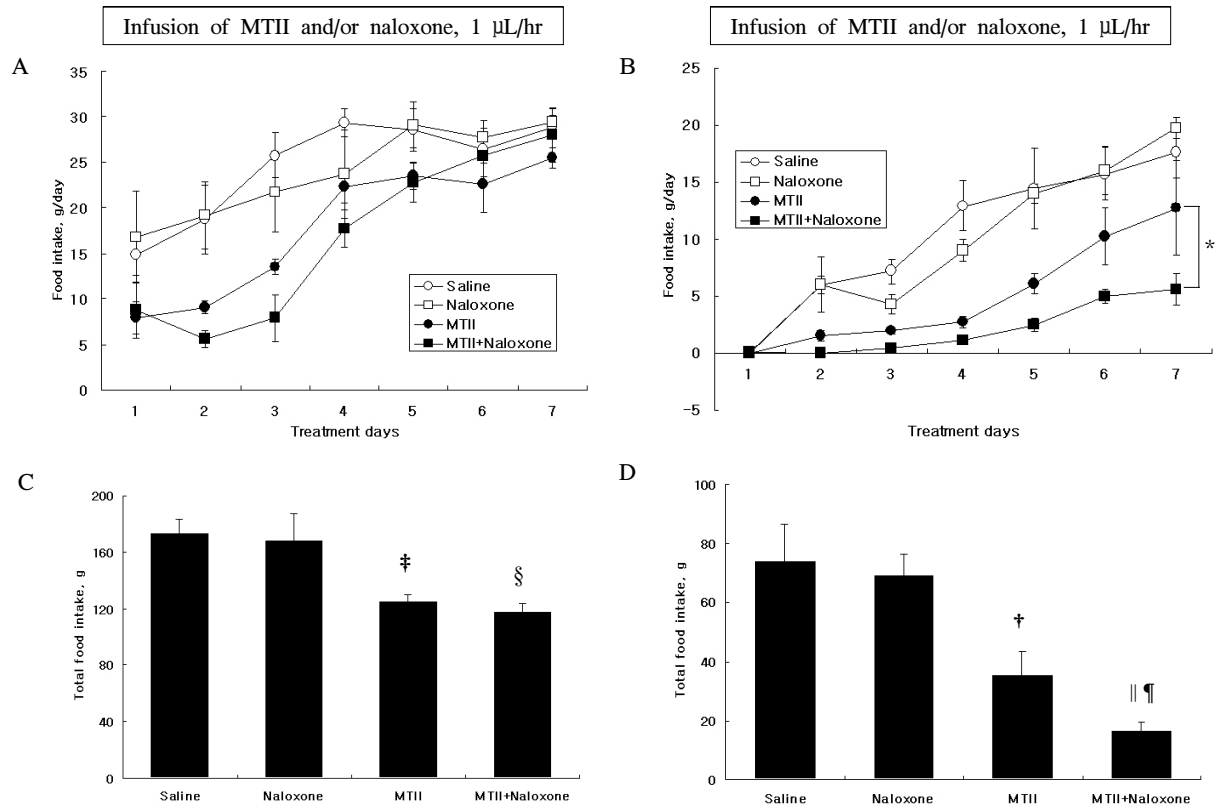 Infusion of MTII and/or naloxone, 1 µL/hr
A
35
30
25
20
15
10
5
0
Food intake, g/day
Saline
Naloxone
MTII
MTII+Naloxone
1 2 3 4 5 6 7
Treatment days
Infusion of MTII and/or naloxone, 1 µL/hr
B
25
20
15
10
5
0
-5
Food intake, g/day
Saline
Naloxone
MTII
MTII+Naloxone
*
1 2 3 4 5 6 7
Treatment days
C
200
160
120
80
40
0
Total food intake, g
‡
§
Saline Naloxone MTII MTII+Naloxone
D
100
80
60
40
20
0
Total food intake, g
†
‖ ¶
Saline Naloxone MTII MTII+Naloxone